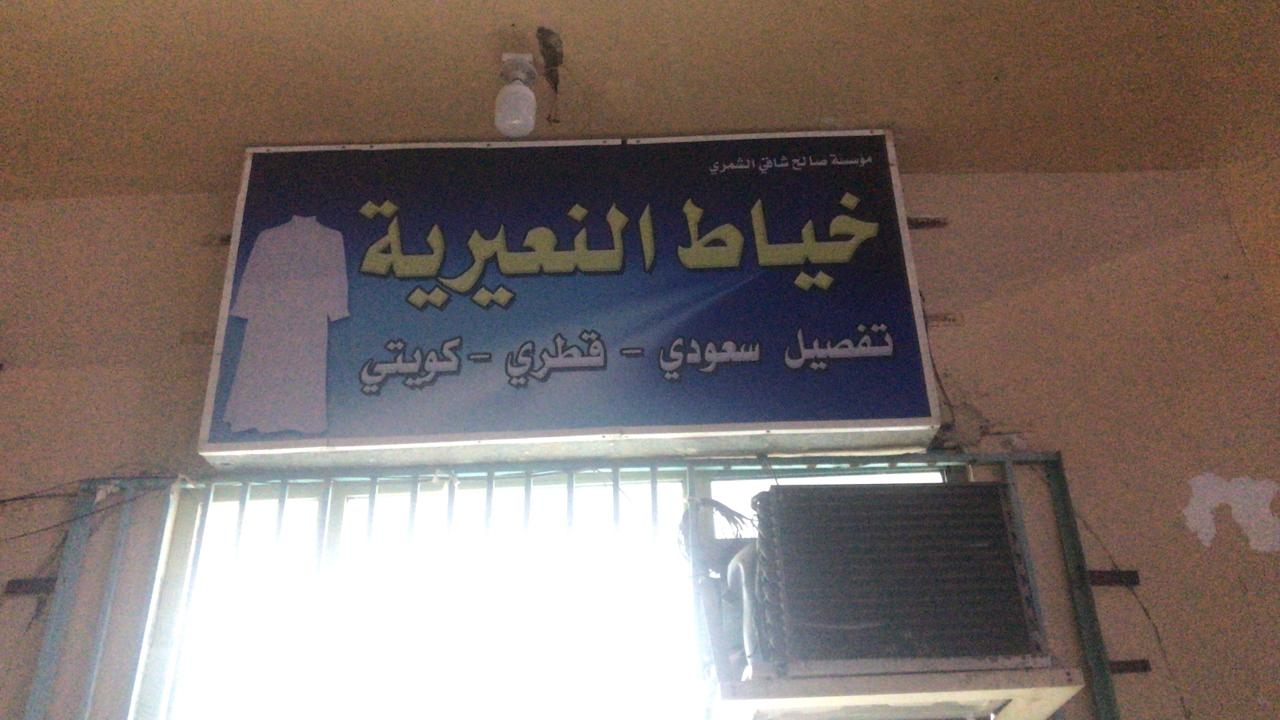 موسسة صالح شافي الشمري
خياط النعيرية
تفصيل سعودي - قطري - كويتي